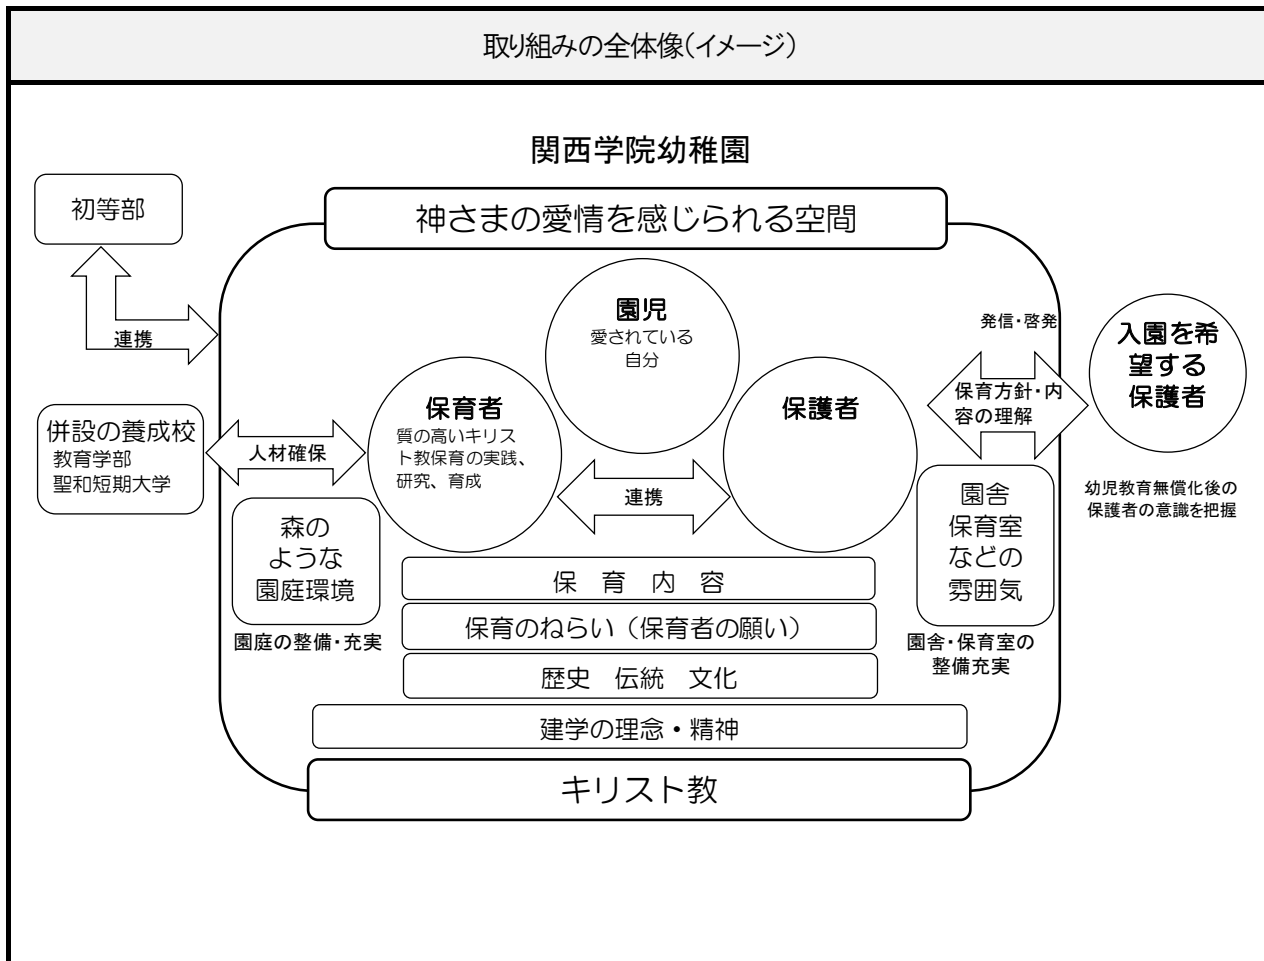 取り組みの全体像(イメージ)
関西学院幼稚園
神さまの愛情を感じられる空間
初等部
連携
園児
愛されている
自分
発信・啓発
入園を希
望する
保護者
保育方針・内
容の理解
保育者
質の高いキリス
ト教保育の実践、
研究、育成
保護者
併設の養成校
教育学部
聖和短期大学
人材確保
連携
幼児教育無償化後の
保護者の意識を把握
森の
ような
園庭環境
園庭の整備・充実
園舎
保育室
などの
雰囲気
園舎・保育室の
整備充実
保 育 内 容
保育のねらい(保育者の願い)
歴史 伝統 文化
建学の理念・精神
キリスト教